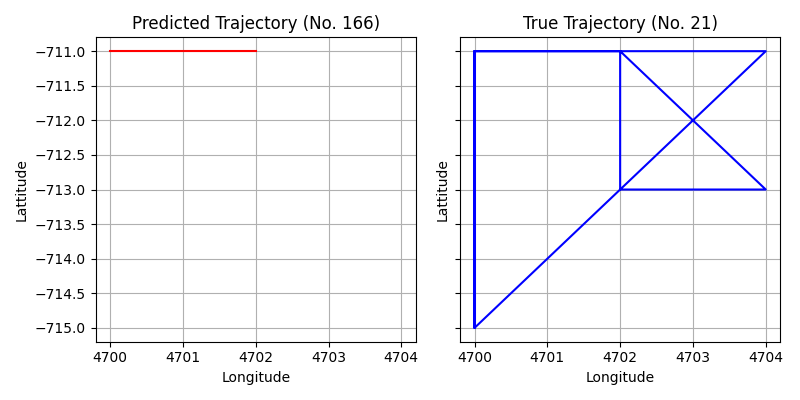 Predicted Trajectory (No. 166)
True Trajectory (No. 21)
Lattitude
−711.0
−711.5
−712.0
−712.5
−713.0
−713.5
−714.0
−714.5
−715.0
4700 4701 4702 4703 4704
Longitude
Lattitude
4700 4701 4702 4703 4704
Longitude